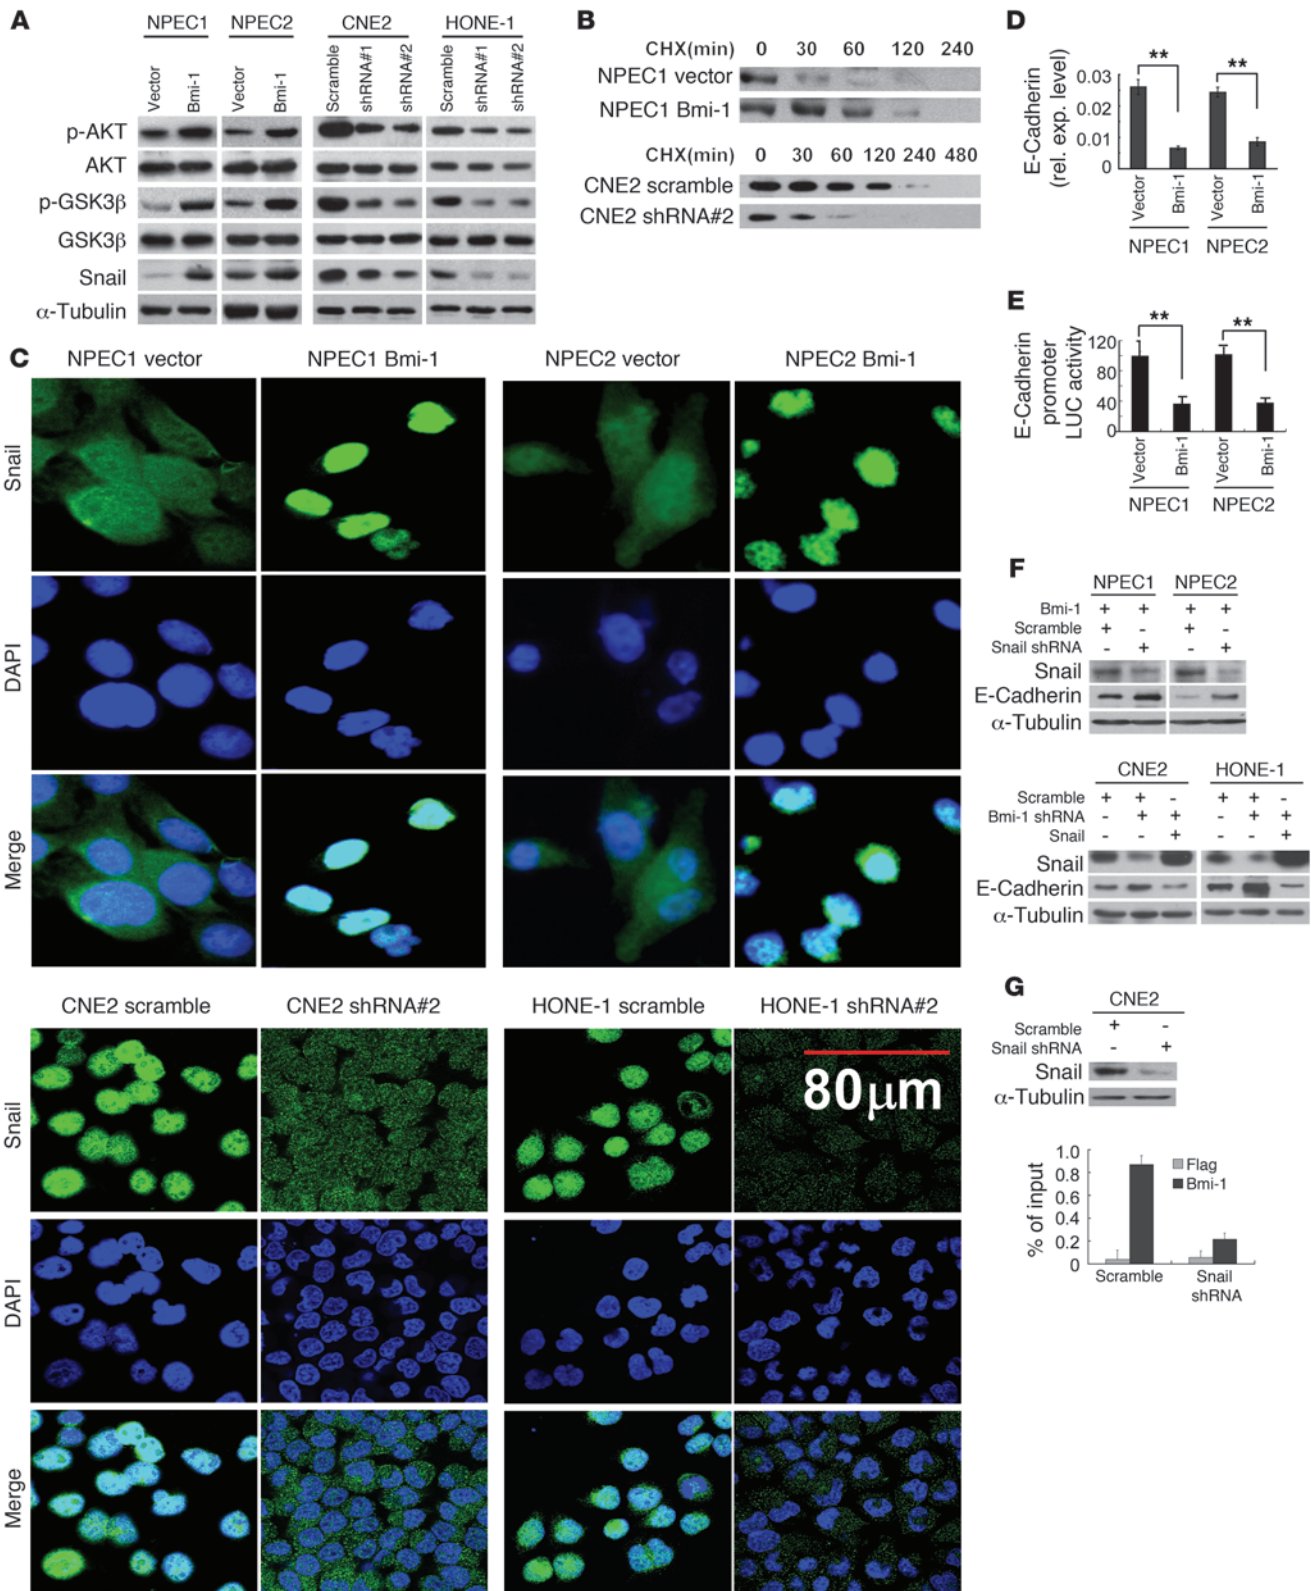 A
NPEC1 NPEC2 CNE2 HONE-1
Vector Bmi-1 Vector Bmi-1 Scramble shRNA#1 shRNA#2 Scramble shRNA#1 shRNA#2
p-AKT
AKT
p-GSK3β
GSK3β
Snail
α-Tubulin
B
CHX(min) 0 30 60 120 240
NPEC1 vector
NPEC1 Bmi-1
CHX(min) 0 30 60 120 240 480
CNE2 scramble
CNE2 shRNA#2
C
NPEC1 vector NPEC1 Bmi-1 NPEC2 vector NPEC2 Bmi-1
Snail
DAPI
Merge
CNE2 scramble CNE2 shRNA#2 HONE-1 scramble HONE-1 shRNA#2
Snail
80 μm
DAPI
Merge
D
E-Cadherin
(rel. exp. level)
** **
0.03
0.02
0.01
0
Vector Bmi-1 Vector Bmi-1
NPEC1 NPEC2
E
E-Cadherin
promoter
LUC activity
** **
120
80
40
0
Vector Bmi-1 Vector Bmi-1
NPEC1 NPEC2
F
NPEC1 NPEC2
Bmi-1 + + + +
Scramble + - + -
Snail shRNA - + - +
Snail
E-Cadherin
α-Tubulin
CNE2 HONE-1
Scramble + + - + + -
Bmi-1 shRNA - + + - + +
Snail - - + - - +
Snail
E-Cadherin
α-Tubulin
G
CNE2
Scramble + -
Snail shRNA - +
Snail
α-Tubulin
% of input
1.0
0.8
0.6
0.4
0.2
0
Flag
Bmi-1
Scramble Snail
shRNA